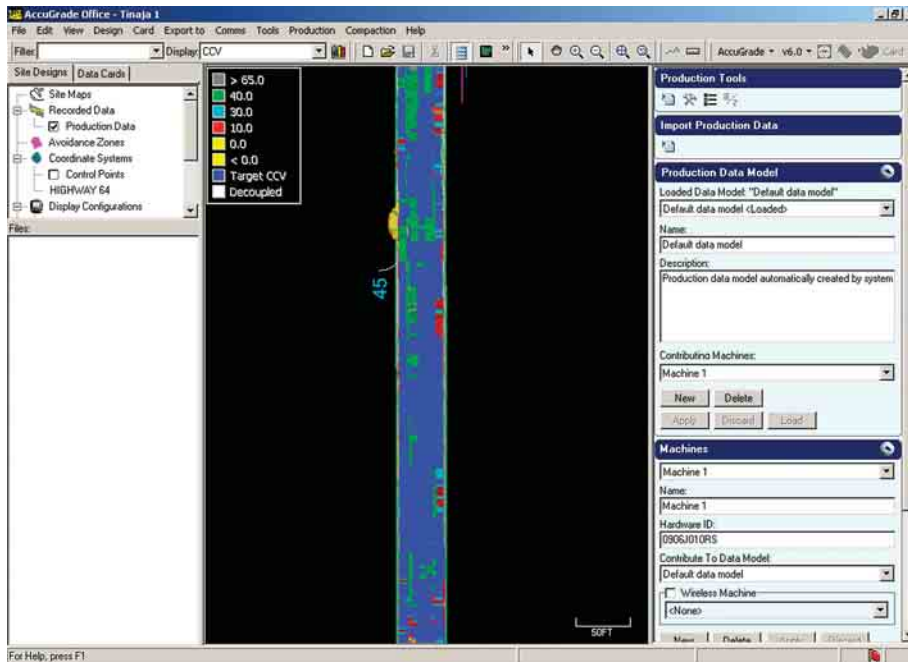 AccuGrade Office - Tinaja 1
File Edit View Design Card Export to Comms Tools Production Compaction Help
Filter: Display: CCV AccuGrade v6.0 Card
Site Designs Data Cards
Site Maps
Recorded Data
Production Data
Avoidance Zones
Coordinate Systems
Control Points
HIGHWAY 64
Display Configurations
Files:
> 65.0
40.0
30.0
10.0
0.0
< 0.0
Target CCV
Decoupled
45
50FT
Production Tools
Import Production Data
Production Data Model
Loaded Data Model: "Default data model"
Default data model <Loaded>
Name:
Default data model
Description:
Production data model automatically created by system
Contributing Machines:
Machine 1
New Delete
Apply Discard Load
Machines
Machine 1
Name:
Machine 1
Hardware ID:
0906J010RS
Contribute To Data Model:
Default data model
Wireless Machine
<None>
New Delete Apply Discard
For Help, press F1